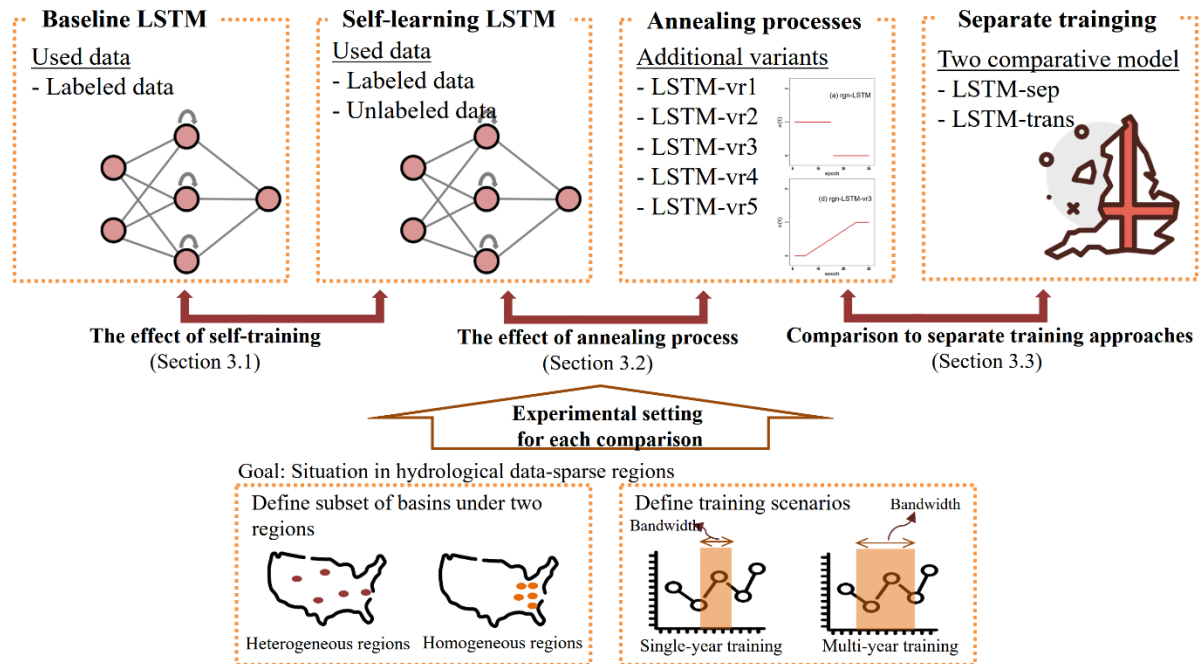 Baseline LSTM
Used data
- Labeled data
Self-learning LSTM
Used data
- Labeled data
- Unlabeled data
Annealing processes
Additional variants
- LSTM-vr1
- LSTM-vr2
- LSTM-vr3
- LSTM-vr4
- LSTM-vr5
(a) rgn-LSTM
epoch
(d) rgn-LSTM-vr3
epoch
Separate trainging
Two comparative model
- LSTM-sep
- LSTM-trans
The effect of self-training
(Section 3.1)
The effect of annealing process
(Section 3.2)
Comparison to separate training approaches
(Section 3.3)
Experimental setting
for each comparison
Goal: Situation in hydrological data-sparse regions
Define subset of basins under two
regions
Heterogeneous regions
Homogeneous regions
Define training scenarios
Bandwidth
Bandwidth
Single-year training
Multi-year training